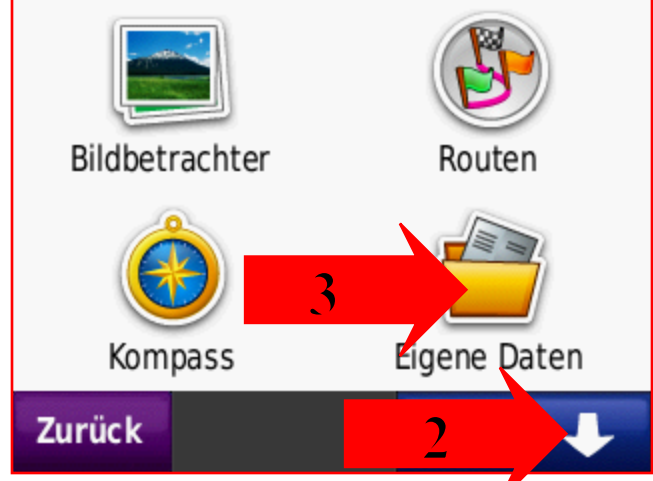 Bildbetrachter Routen
3
Kompass Eigene Daten
Zurück 2